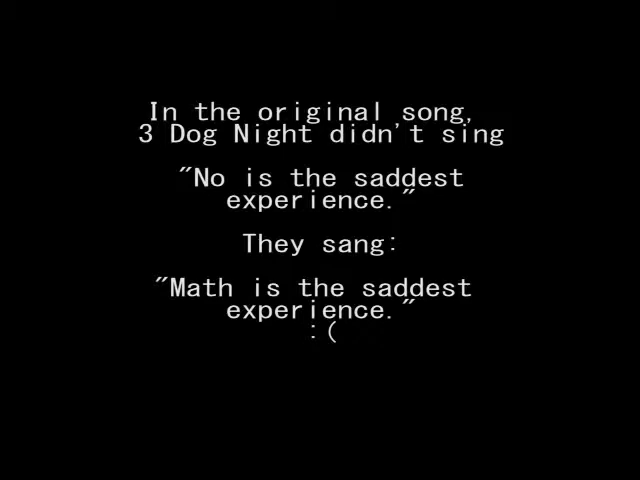 In the original song,
3 Dog Night didn't sing
"No is the saddest
experience."
They sang:
"Math is the saddest
experience."
:(